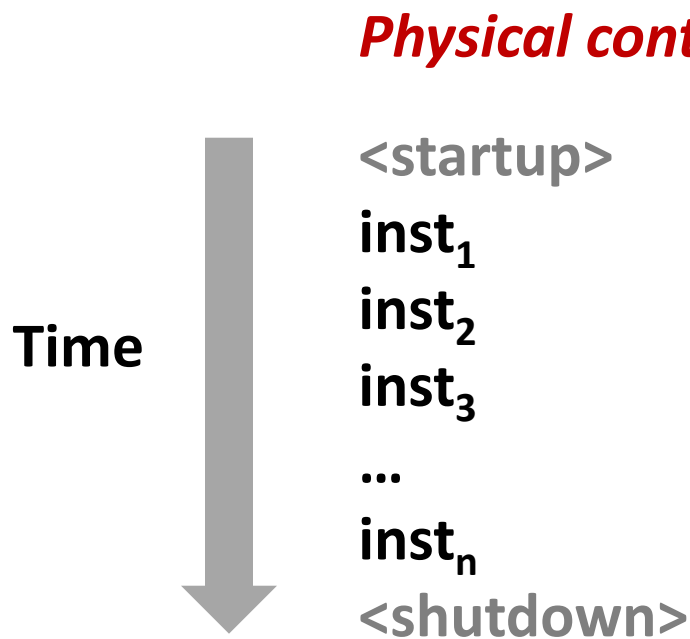 Physical cont
<startup>
inst₁
inst₂
Time
inst₃
...
instₙ
<shutdown>